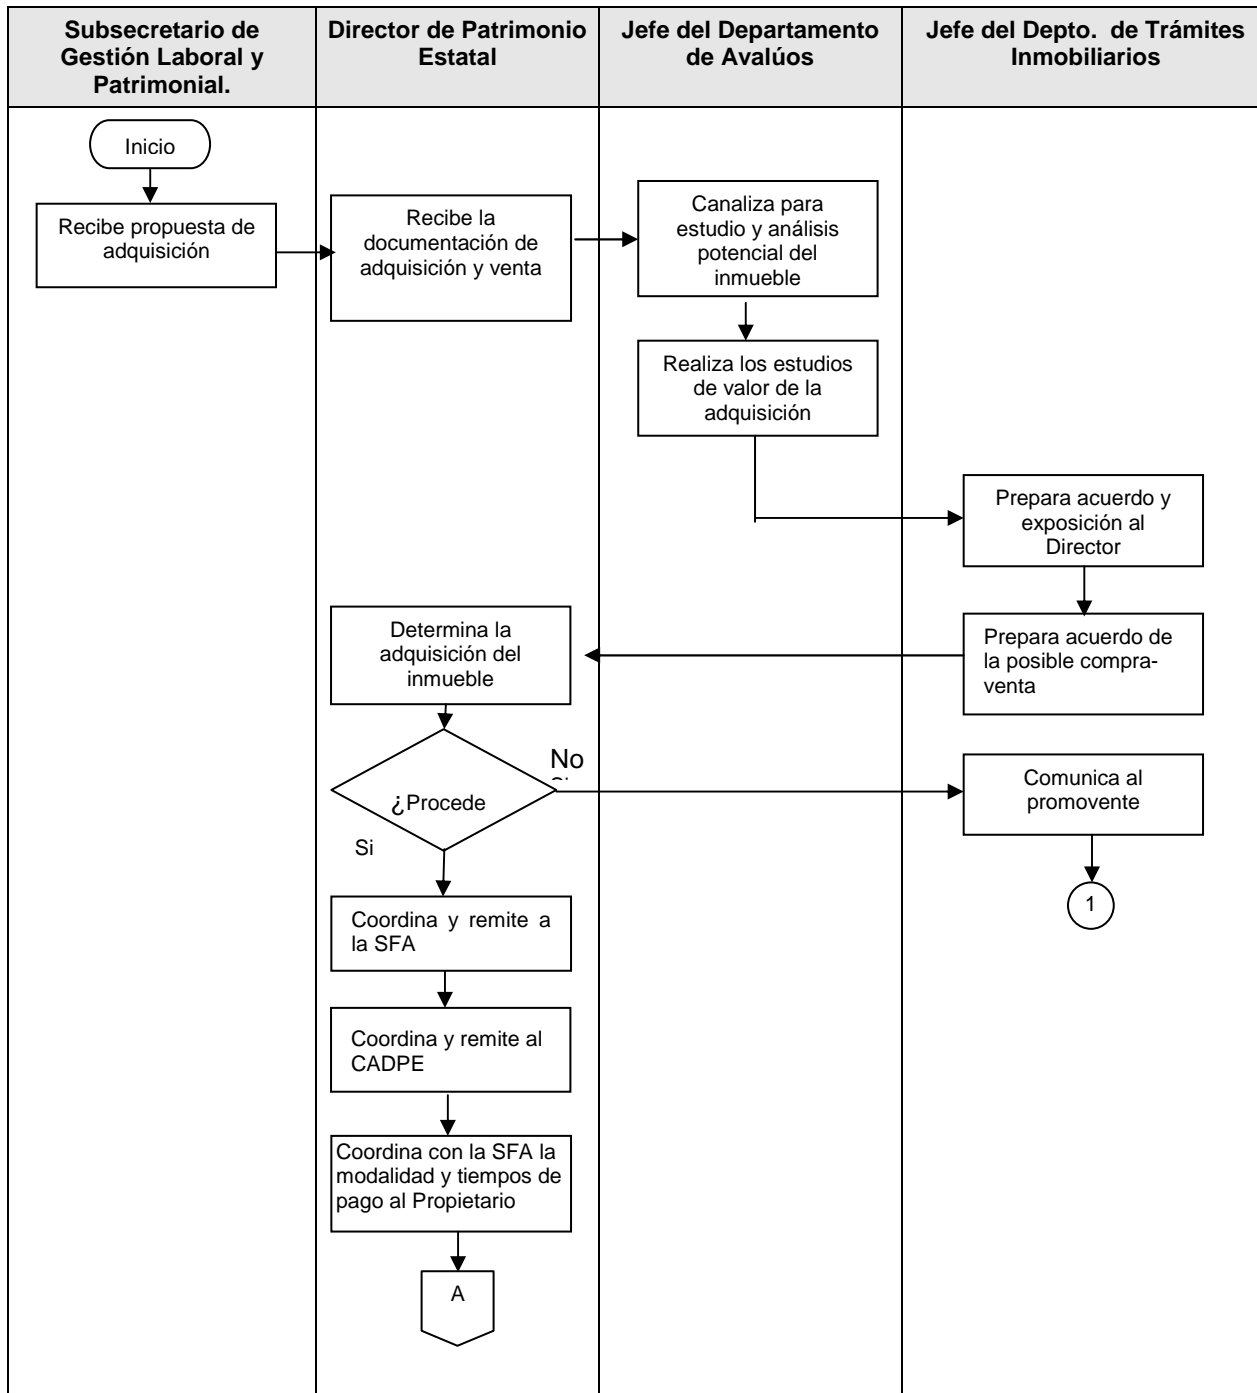 Subsecretario de
Gestión Laboral y
Patrimonial.
Director de Patrimonio
Estatal
Jefe del Departamento
de Avalúos
Jefe del Depto. de Trámites
Inmobiliarios
Inicio
Recibe propuesta de
adquisición
Recibe la
documentación de
adquisición y venta
Canaliza para
estudio y análisis
potencial del
inmueble
Realiza los estudios
de valor de la
adquisición
Prepara acuerdo y
exposición al
Director
Prepara acuerdo de
la posible compra-
venta
Determina la
adquisición del
inmueble
¿Procede
No
Si
Comunica al
promovente
1
Coordina y remite a
la SFA
Coordina y remite al
CADPE
Coordina con la SFA la
modalidad y tiempos de
pago al Propietario
A